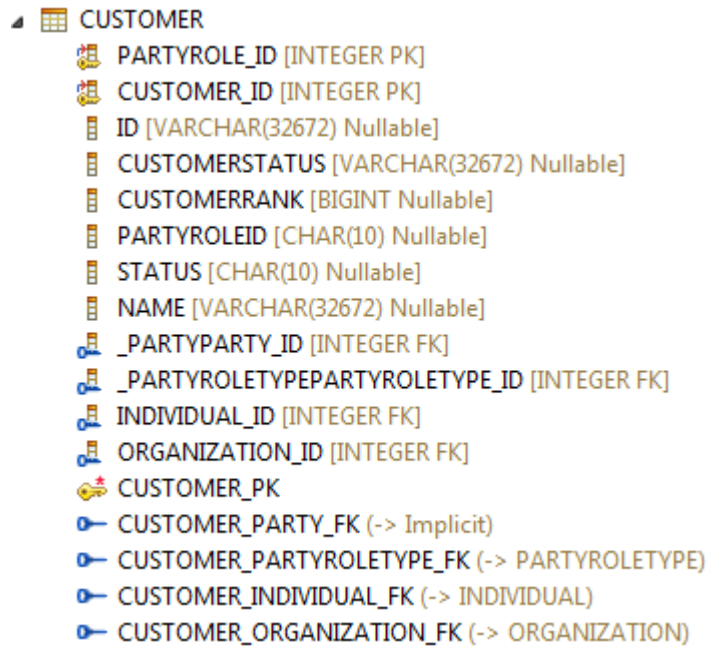 CUSTOMER
PARTYROLE_ID [INTEGER PK]
CUSTOMER_ID [INTEGER PK]
ID [VARCHAR(32672) Nullable]
CUSTOMERSTATUS [VARCHAR(32672) Nullable]
CUSTOMERRANK [BIGINT Nullable]
PARTYROLEID [CHAR(10) Nullable]
STATUS [CHAR(10) Nullable]
NAME [VARCHAR(32672) Nullable]
_PARTYPARTY_ID [INTEGER FK]
_PARTYROLETYPEPARTYROLETYPE_ID [INTEGER FK]
INDIVIDUAL_ID [INTEGER FK]
ORGANIZATION_ID [INTEGER FK]
CUSTOMER_PK
CUSTOMER_PARTY_FK (-> Implicit)
CUSTOMER_PARTYROLETYPE_FK (-> PARTYROLETYPE)
CUSTOMER_INDIVIDUAL_FK (-> INDIVIDUAL)
CUSTOMER_ORGANIZATION_FK (-> ORGANIZATION)